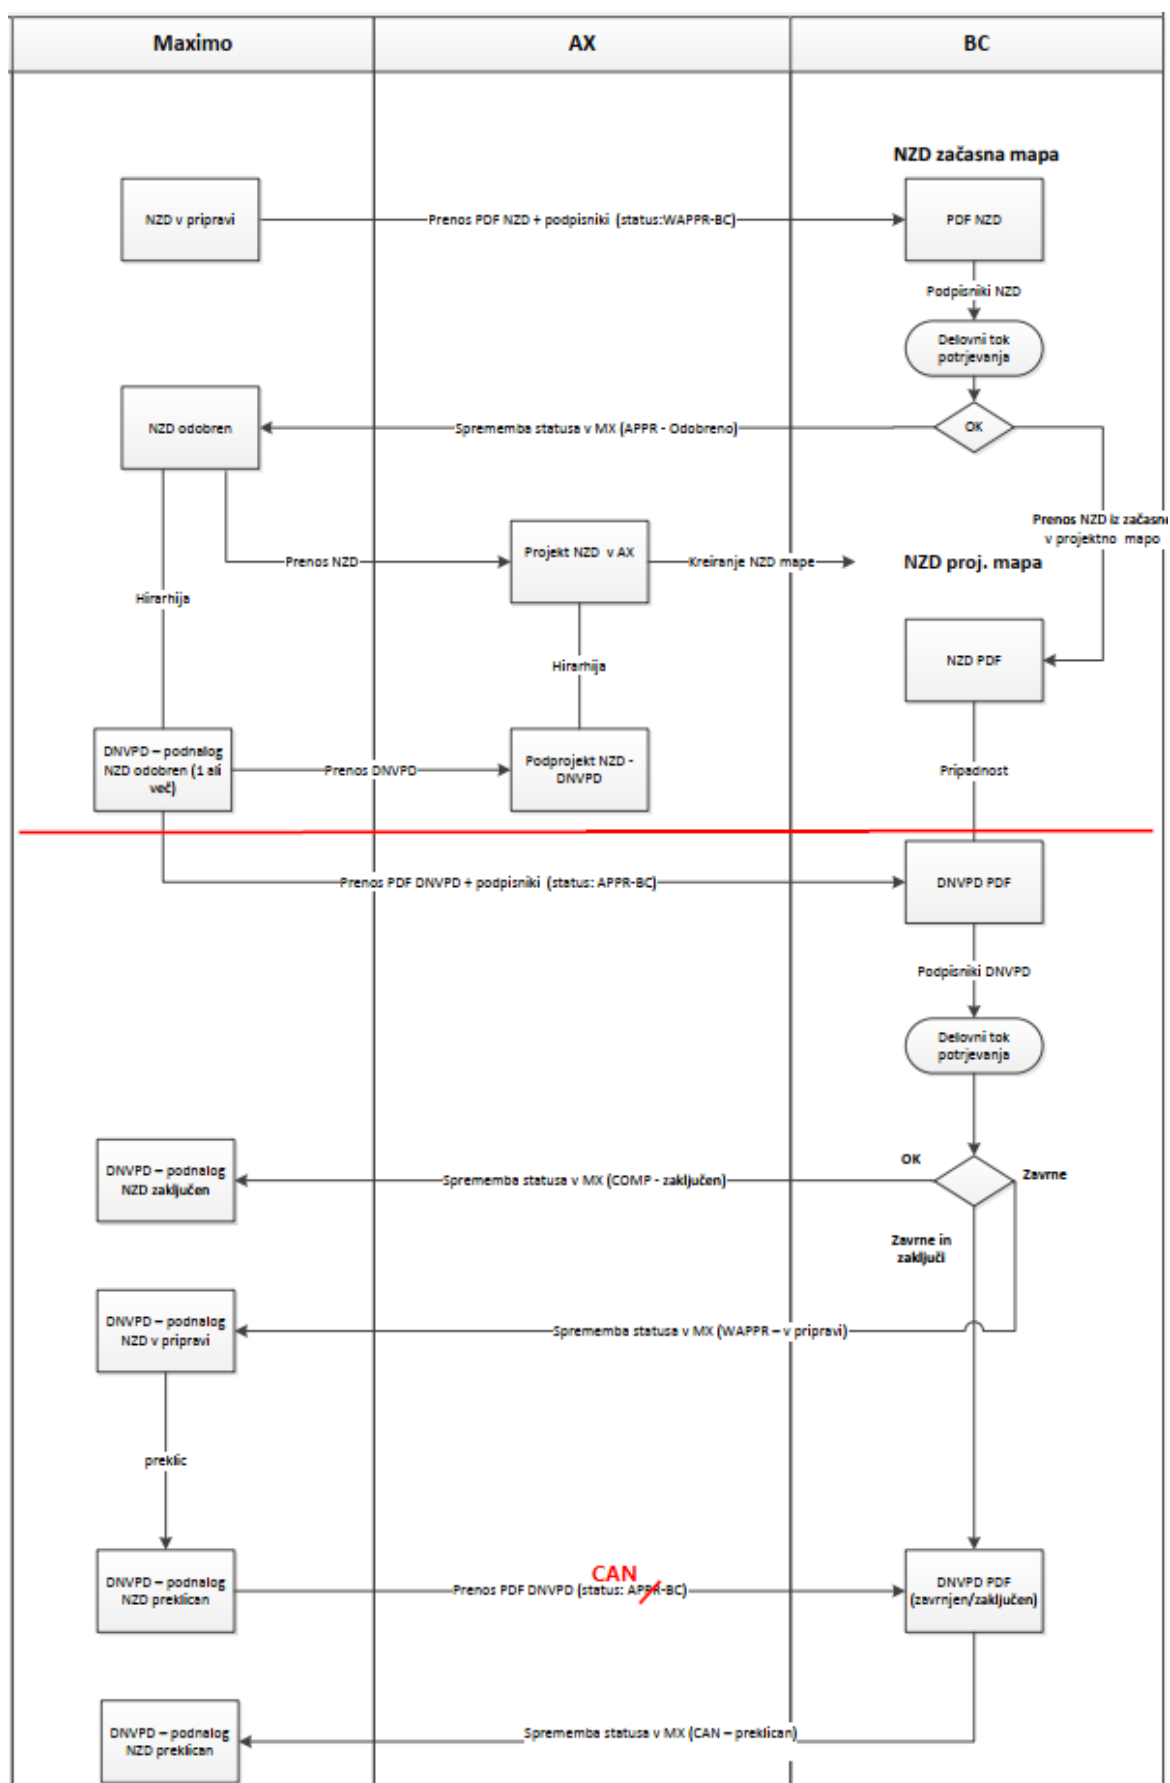 Maximo
AX
BC
NZD začasna mapa
NZD v pripravi
Prenos PDF NZD + podpisniki (status:WAPPR-BC)
PDF NZD
Podpisniki NZD
Delovni tok
potrjevanja
NZD odobren
Sprememba statusa v MX (APPR - Odobreno)
OK
Prenos NZD iz začasne
v projektno mapo
Prenos NZD
Projekt NZD v AX
Kreiranje NZD mape
NZD proj. mapa
Hirarhija
Hirarhija
NZD PDF
DNVPD – podnalog
NZD odobren (1 ali
več)
Prenos DNVPD
Podprojekt NZD -
DNVPD
Pripadnost
Prenos PDF DNVPD + podpisniki (status: APPR-BC)
DNVPD PDF
Podpisniki DNVPD
Delovni tok
potrjevanja
DNVPD – podnalog
NZD zaključen
Sprememba statusa v MX (COMP - zaključen)
OK
Zavrne
Zavrne in
zaključi
DNVPD – podnalog
NZD v pripravi
Sprememba statusa v MX (WAPPR – v pripravi)
preklic
DNVPD – podnalog
NZD preklican
CAN
Prenos PDF DNVPD (status: APPR-BC)
DNVPD PDF
(zavrnjen/zaključen)
DNVPD – podnalog
NZD preklican
Sprememba statusa v MX (CAN – preklican)